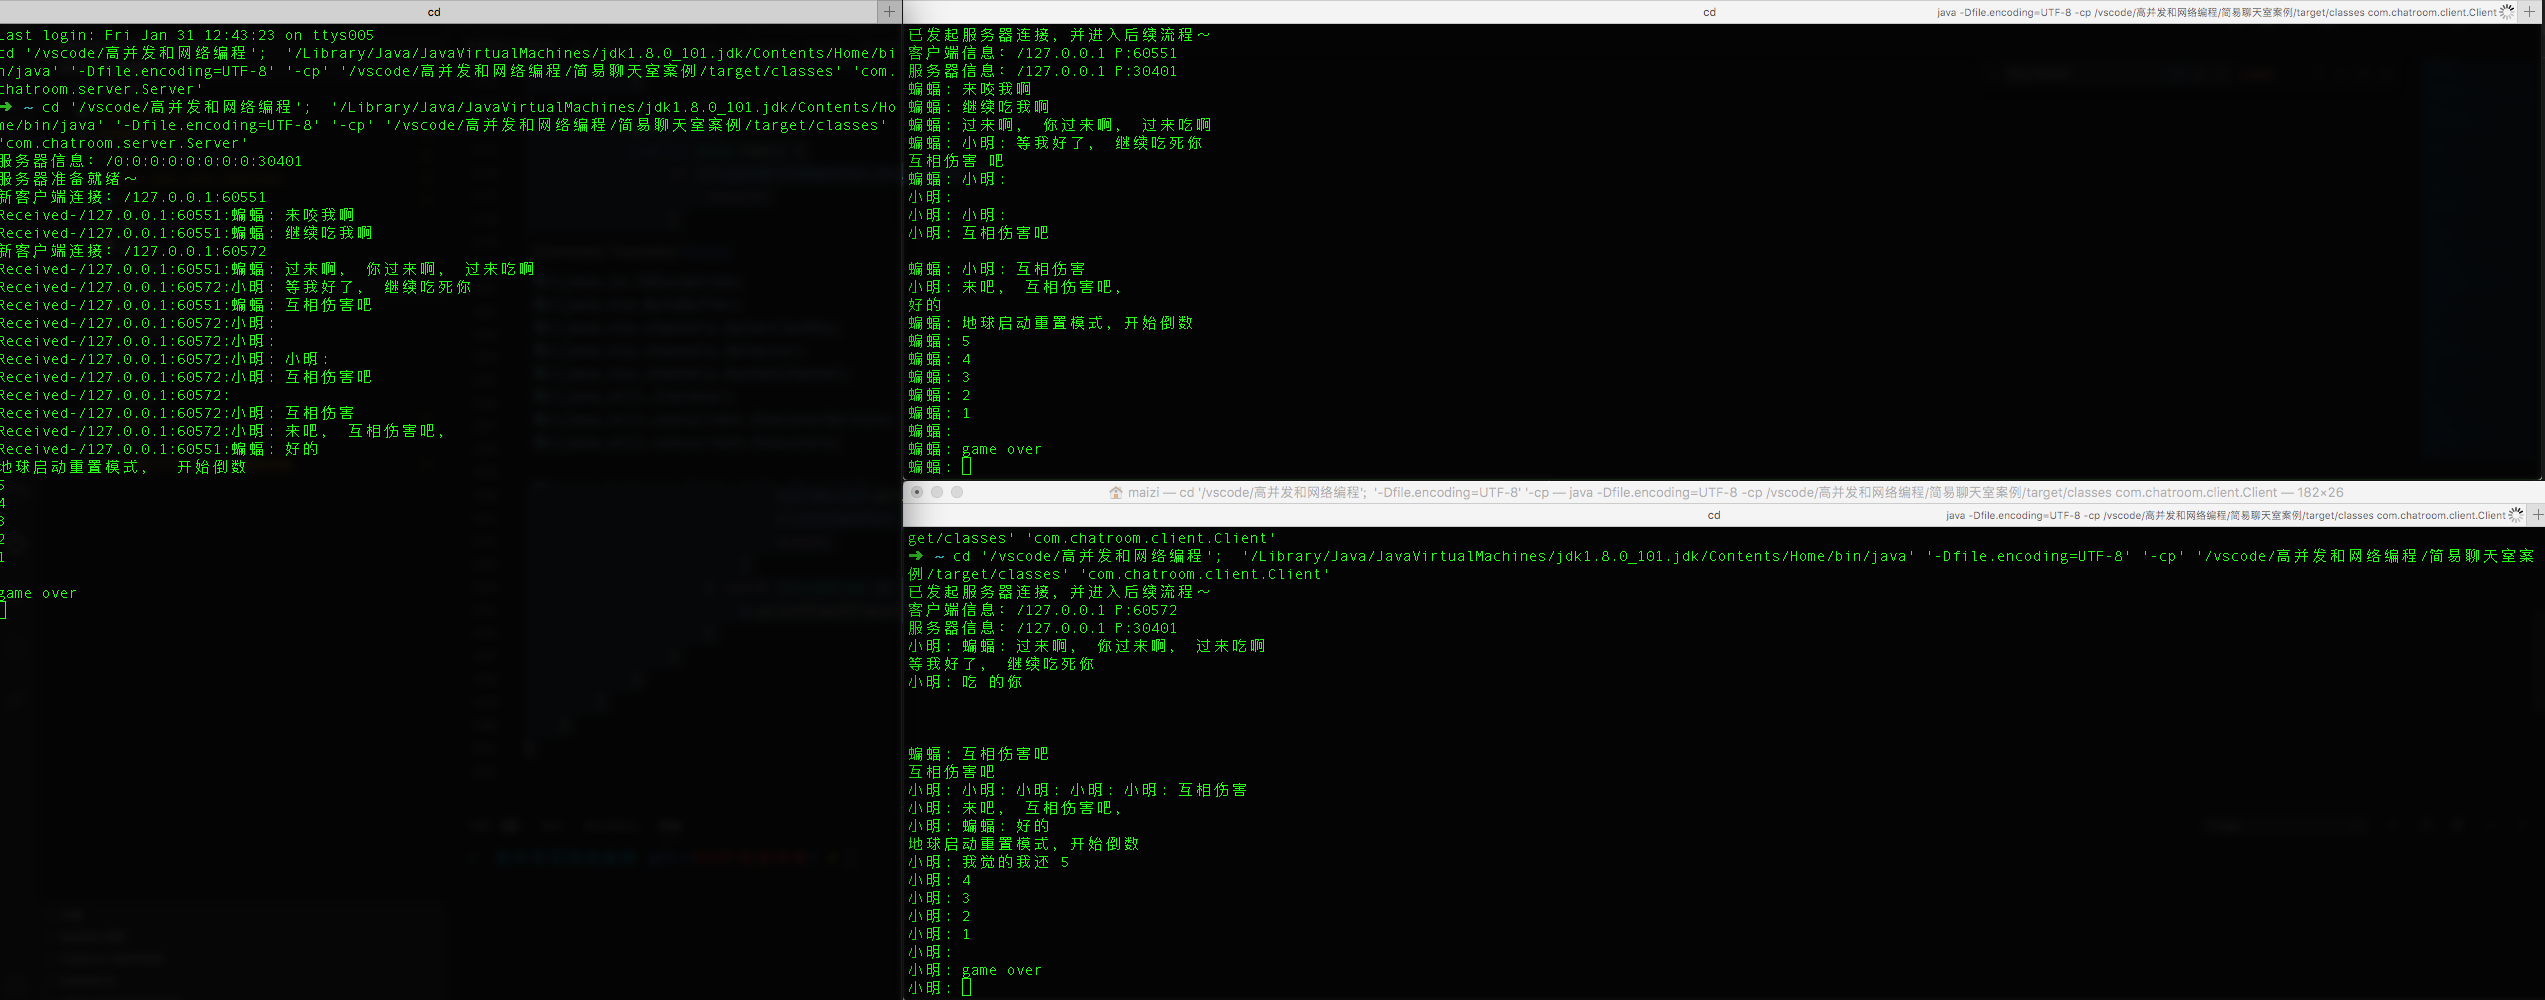 cd
Last login: Fri Jan 31 12:43:23 on ttys005
cd '/vscode/高并发和网络编程';  '/Library/Java/JavaVirtualMachines/jdk1.8.0_101.jdk/Contents/Home/bi
n/java' '-Dfile.encoding=UTF-8' '-cp' '/vscode/高并发和网络编程/简易聊天室案例/target/classes' 'com.
chatroom.server.Server'
➜ ~ cd '/vscode/高并发和网络编程';  '/Library/Java/JavaVirtualMachines/jdk1.8.0_101.jdk/Contents/Ho
me/bin/java' '-Dfile.encoding=UTF-8' '-cp' '/vscode/高并发和网络编程/简易聊天室案例/target/classes'
'com.chatroom.server.Server'
服务器信息：/0:0:0:0:0:0:0:0:30401
服务器准备就绪～
新客户端连接：/127.0.0.1:60551
Received-/127.0.0.1:60551:蝙蝠：来咬我啊
Received-/127.0.0.1:60551:蝙蝠：继续吃我啊
新客户端连接：/127.0.0.1:60572
Received-/127.0.0.1:60551:蝙蝠：过来啊， 你过来啊， 过来吃啊
Received-/127.0.0.1:60572:小明：等我好了， 继续吃死你
Received-/127.0.0.1:60551:蝙蝠：互相伤害吧
Received-/127.0.0.1:60572:小明：
Received-/127.0.0.1:60572:小明：
Received-/127.0.0.1:60572:小明：小明：
Received-/127.0.0.1:60572:小明：互相伤害吧
Received-/127.0.0.1:60572:
Received-/127.0.0.1:60572:小明：互相伤害
Received-/127.0.0.1:60572:小明：来吧， 互相伤害吧，
Received-/127.0.0.1:60551:蝙蝠：好的
地球启动重置模式， 开始倒数
5
4
3
2
1
game over
cd
java -Dfile.encoding=UTF-8 -cp /vscode/高并发和网络编程/简易聊天室案例/target/classes com.chatroom.client.Client
已发起服务器连接，并进入后续流程～
客户端信息：/127.0.0.1 P:60551
服务器信息：/127.0.0.1 P:30401
蝙蝠：来咬我啊
蝙蝠：继续吃我啊
蝙蝠：过来啊， 你过来啊， 过来吃啊
蝙蝠：小明：等我好了， 继续吃死你
互相伤害 吧
蝙蝠：小明：
小明：
小明：小明：
小明：互相伤害吧
蝙蝠：小明：互相伤害
小明：来吧， 互相伤害吧，
好的
蝙蝠：地球启动重置模式，开始倒数
蝙蝠：5
蝙蝠：4
蝙蝠：3
蝙蝠：2
蝙蝠：1
蝙蝠：
蝙蝠：game over
蝙蝠：
maizi — cd '/vscode/高并发和网络编程'; '-Dfile.encoding=UTF-8' '-cp — java -Dfile.encoding=UTF-8 -cp /vscode/高并发和网络编程/简易聊天室案例/target/classes com.chatroom.client.Client — 182×26
cd
java -Dfile.encoding=UTF-8 -cp /vscode/高并发和网络编程/简易聊天室案例/target/classes com.chatroom.client.Client
get/classes' 'com.chatroom.client.Client'
➜ ~ cd '/vscode/高并发和网络编程';  '/Library/Java/JavaVirtualMachines/jdk1.8.0_101.jdk/Contents/Home/bin/java' '-Dfile.encoding=UTF-8' '-cp' '/vscode/高并发和网络编程/简易聊天室案
例/target/classes' 'com.chatroom.client.Client'
已发起服务器连接，并进入后续流程～
客户端信息：/127.0.0.1 P:60572
服务器信息：/127.0.0.1 P:30401
小明：蝙蝠：过来啊， 你过来啊， 过来吃啊
等我好了， 继续吃死你
小明：吃 的你
蝙蝠：互相伤害吧
互相伤害吧
小明：小明：小明：小明：小明：互相伤害
小明：来吧， 互相伤害吧，
小明：蝙蝠：好的
地球启动重置模式，开始倒数
小明：我觉的我还 5
小明：4
小明：3
小明：2
小明：1
小明：
小明：game over
小明：